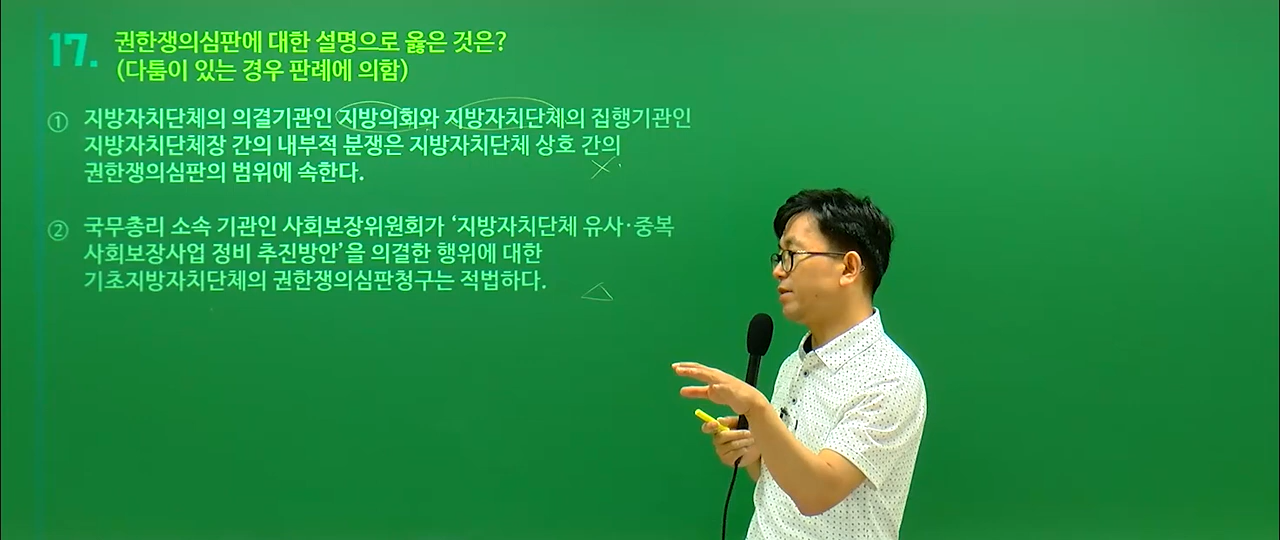 17. 권한쟁의심판에 대한 설명으로 옳은 것은?
(다툼이 있는 경우 판례에 의함)
① 지방자치단체의 의결기관인 지방의회와 지방자치단체의 집행기관인
지방자치단체장 간의 내부적 분쟁은 지방자치단체 상호 간의
권한쟁의심판의 범위에 속한다.
② 국무총리 소속 기관인 사회보장위원회가 ‘지방자치단체 유사·중복
사회보장사업 정비 추진방안’을 의결한 행위에 대한
기초지방자치단체의 권한쟁의심판청구는 적법하다.